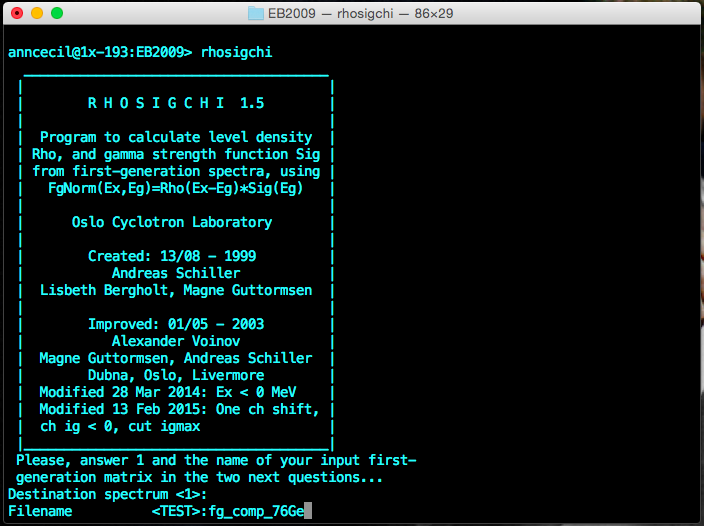 EB2009 — rhosigchi — 86×29
anncecil@1x-193:EB2009> rhosigchi
R H O S I G C H I  1.5
Program to calculate level density
Rho, and gamma strength function Sig
from first-generation spectra, using
FgNorm(Ex,Eg)=Rho(Ex-Eg)*Sig(Eg)
Oslo Cyclotron Laboratory
Created: 13/08 - 1999
Andreas Schiller
Lisbeth Bergholt, Magne Guttormsen
Improved: 01/05 - 2003
Alexander Voinov
Magne Guttormsen, Andreas Schiller
Dubna, Oslo, Livermore
Modified 28 Mar 2014: Ex < 0 MeV
Modified 13 Feb 2015: One ch shift,
ch ig < 0, cut igmax
Please, answer 1 and the name of your input first-
generation matrix in the two next questions...
Destination spectrum <1>:
Filename          <TEST>:fg_comp_76Ge